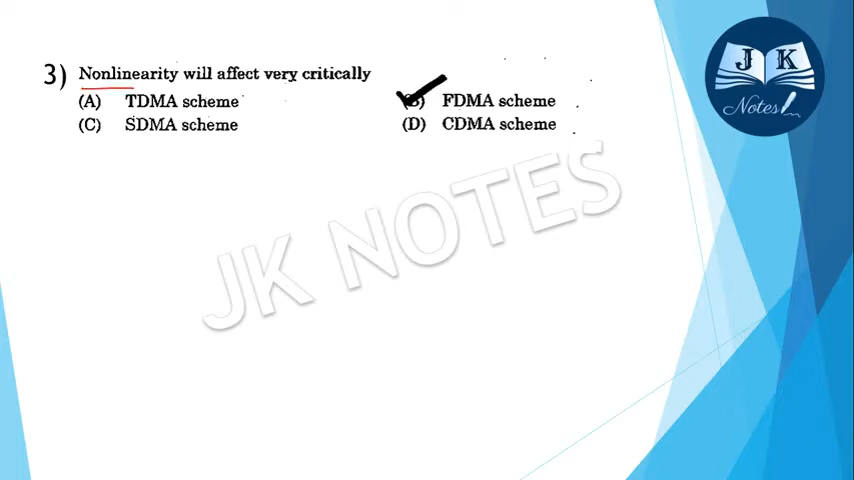 3) Nonlinearity will affect very critically
(A) TDMA scheme (B) FDMA scheme
(C) SDMA scheme (D) CDMA scheme
JK NOTES
J K
Notes